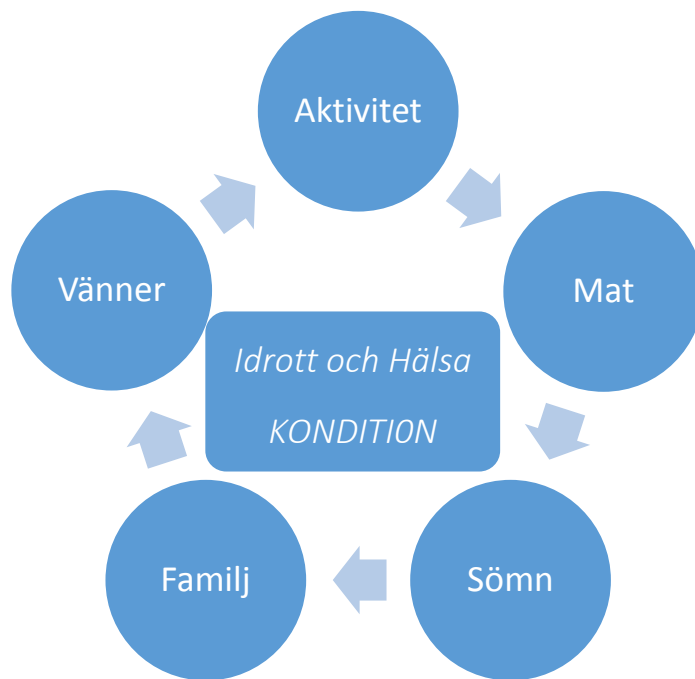 Aktivitet
Mat
Sömn
Familj
Vänner
Idrott och Hälsa
KONDITI0N